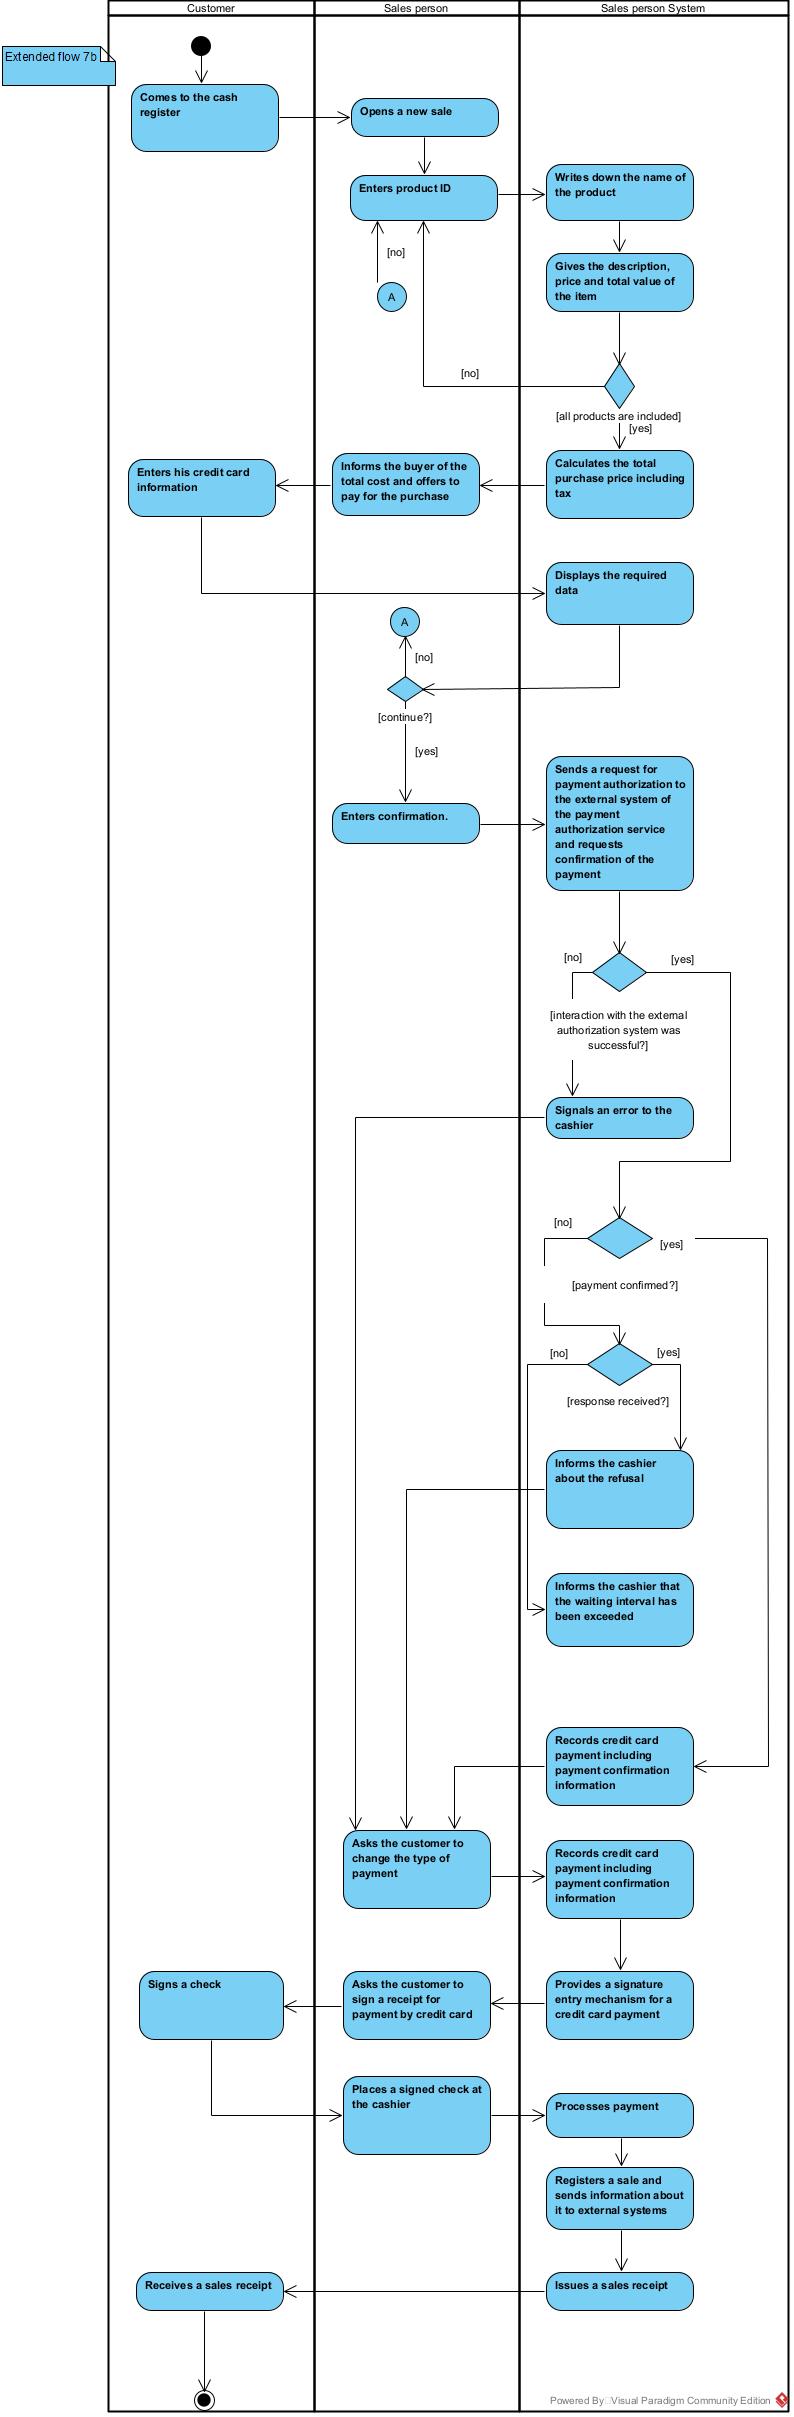 Customer
Sales person
Sales person System
Extended flow 7b
Comes to the cash
register
Opens a new sale
Enters product ID
Writes down the name of
the product
[no]
A
Gives the description,
price and total value of
the item
[no]
[all products are included]
[yes]
Enters his credit card
information
Informs the buyer of the
total cost and offers to
pay for the purchase
Calculates the total
purchase price including
tax
Displays the required
data
A
[no]
[continue?]
[yes]
Enters confirmation.
Sends a request for
payment authorization to
the external system of
the payment
authorization service
and requests
confirmation of the
payment
[no]
[yes]
[interaction with the external
authorization system was
successful?]
Signals an error to the
cashier
[no]
[yes]
[payment confirmed?]
[no]
[yes]
[response received?]
Informs the cashier
about the refusal
Informs the cashier that
the waiting interval has
been exceeded
Records credit card
payment including
payment confirmation
information
Asks the customer to
change the type of
payment
Records credit card
payment including
payment confirmation
information
Signs a check
Asks the customer to
sign a receipt for
payment by credit card
Provides a signature
entry mechanism for a
credit card payment
Places a signed check at
the cashier
Processes payment
Registers a sale and
sends information about
it to external systems
Receives a sales receipt
Issues a sales receipt
Powered By Visual Paradigm Community Edition